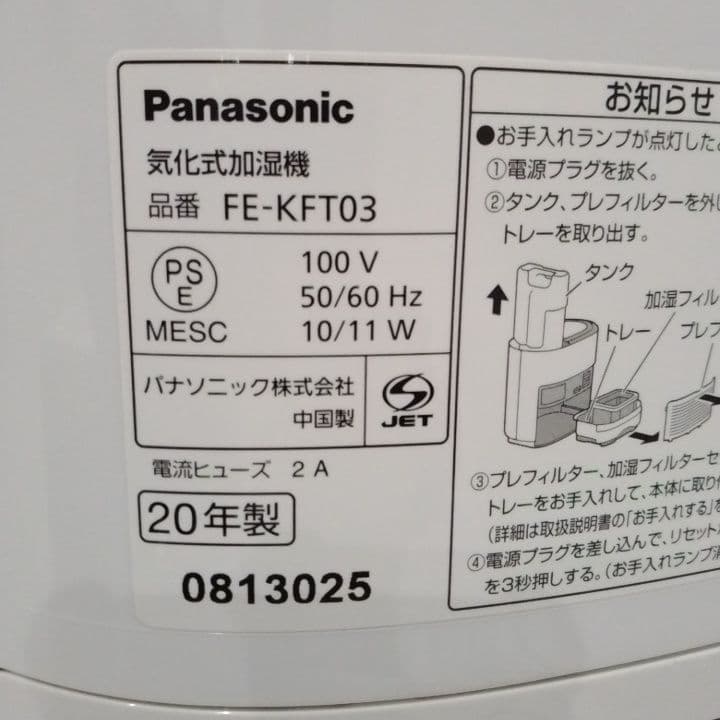 Panasonic
気化式加湿機
品番 FE-KFT03
PS
E
MESC
100 V
50/60 Hz
10/11 W
パナソニック株式会社
中国製
S
JET
電流ヒューズ 2 A
20年製
0813025
お知らせ
●お手入れランプが点灯した
①電源プラグを抜く。
②タンク、プレフィルターを外し
トレーを取り出す。
タンク
加湿フィル
トレー
プレフ
③プレフィルター、加湿フィルターセ
トレーをお手入れして、本体に取り付
(詳細は取扱説明書の「お手入れする」を
④電源プラグを差し込んで、リセット
を3秒押しする。(お手入れランプ消